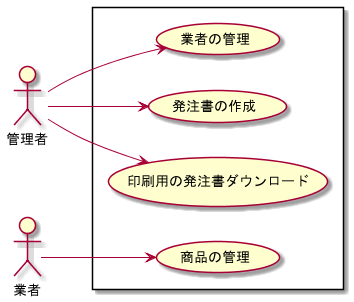 業者の管理
発注書の作成
管理者
印刷用の発注書ダウンロード
商品の管理
業者